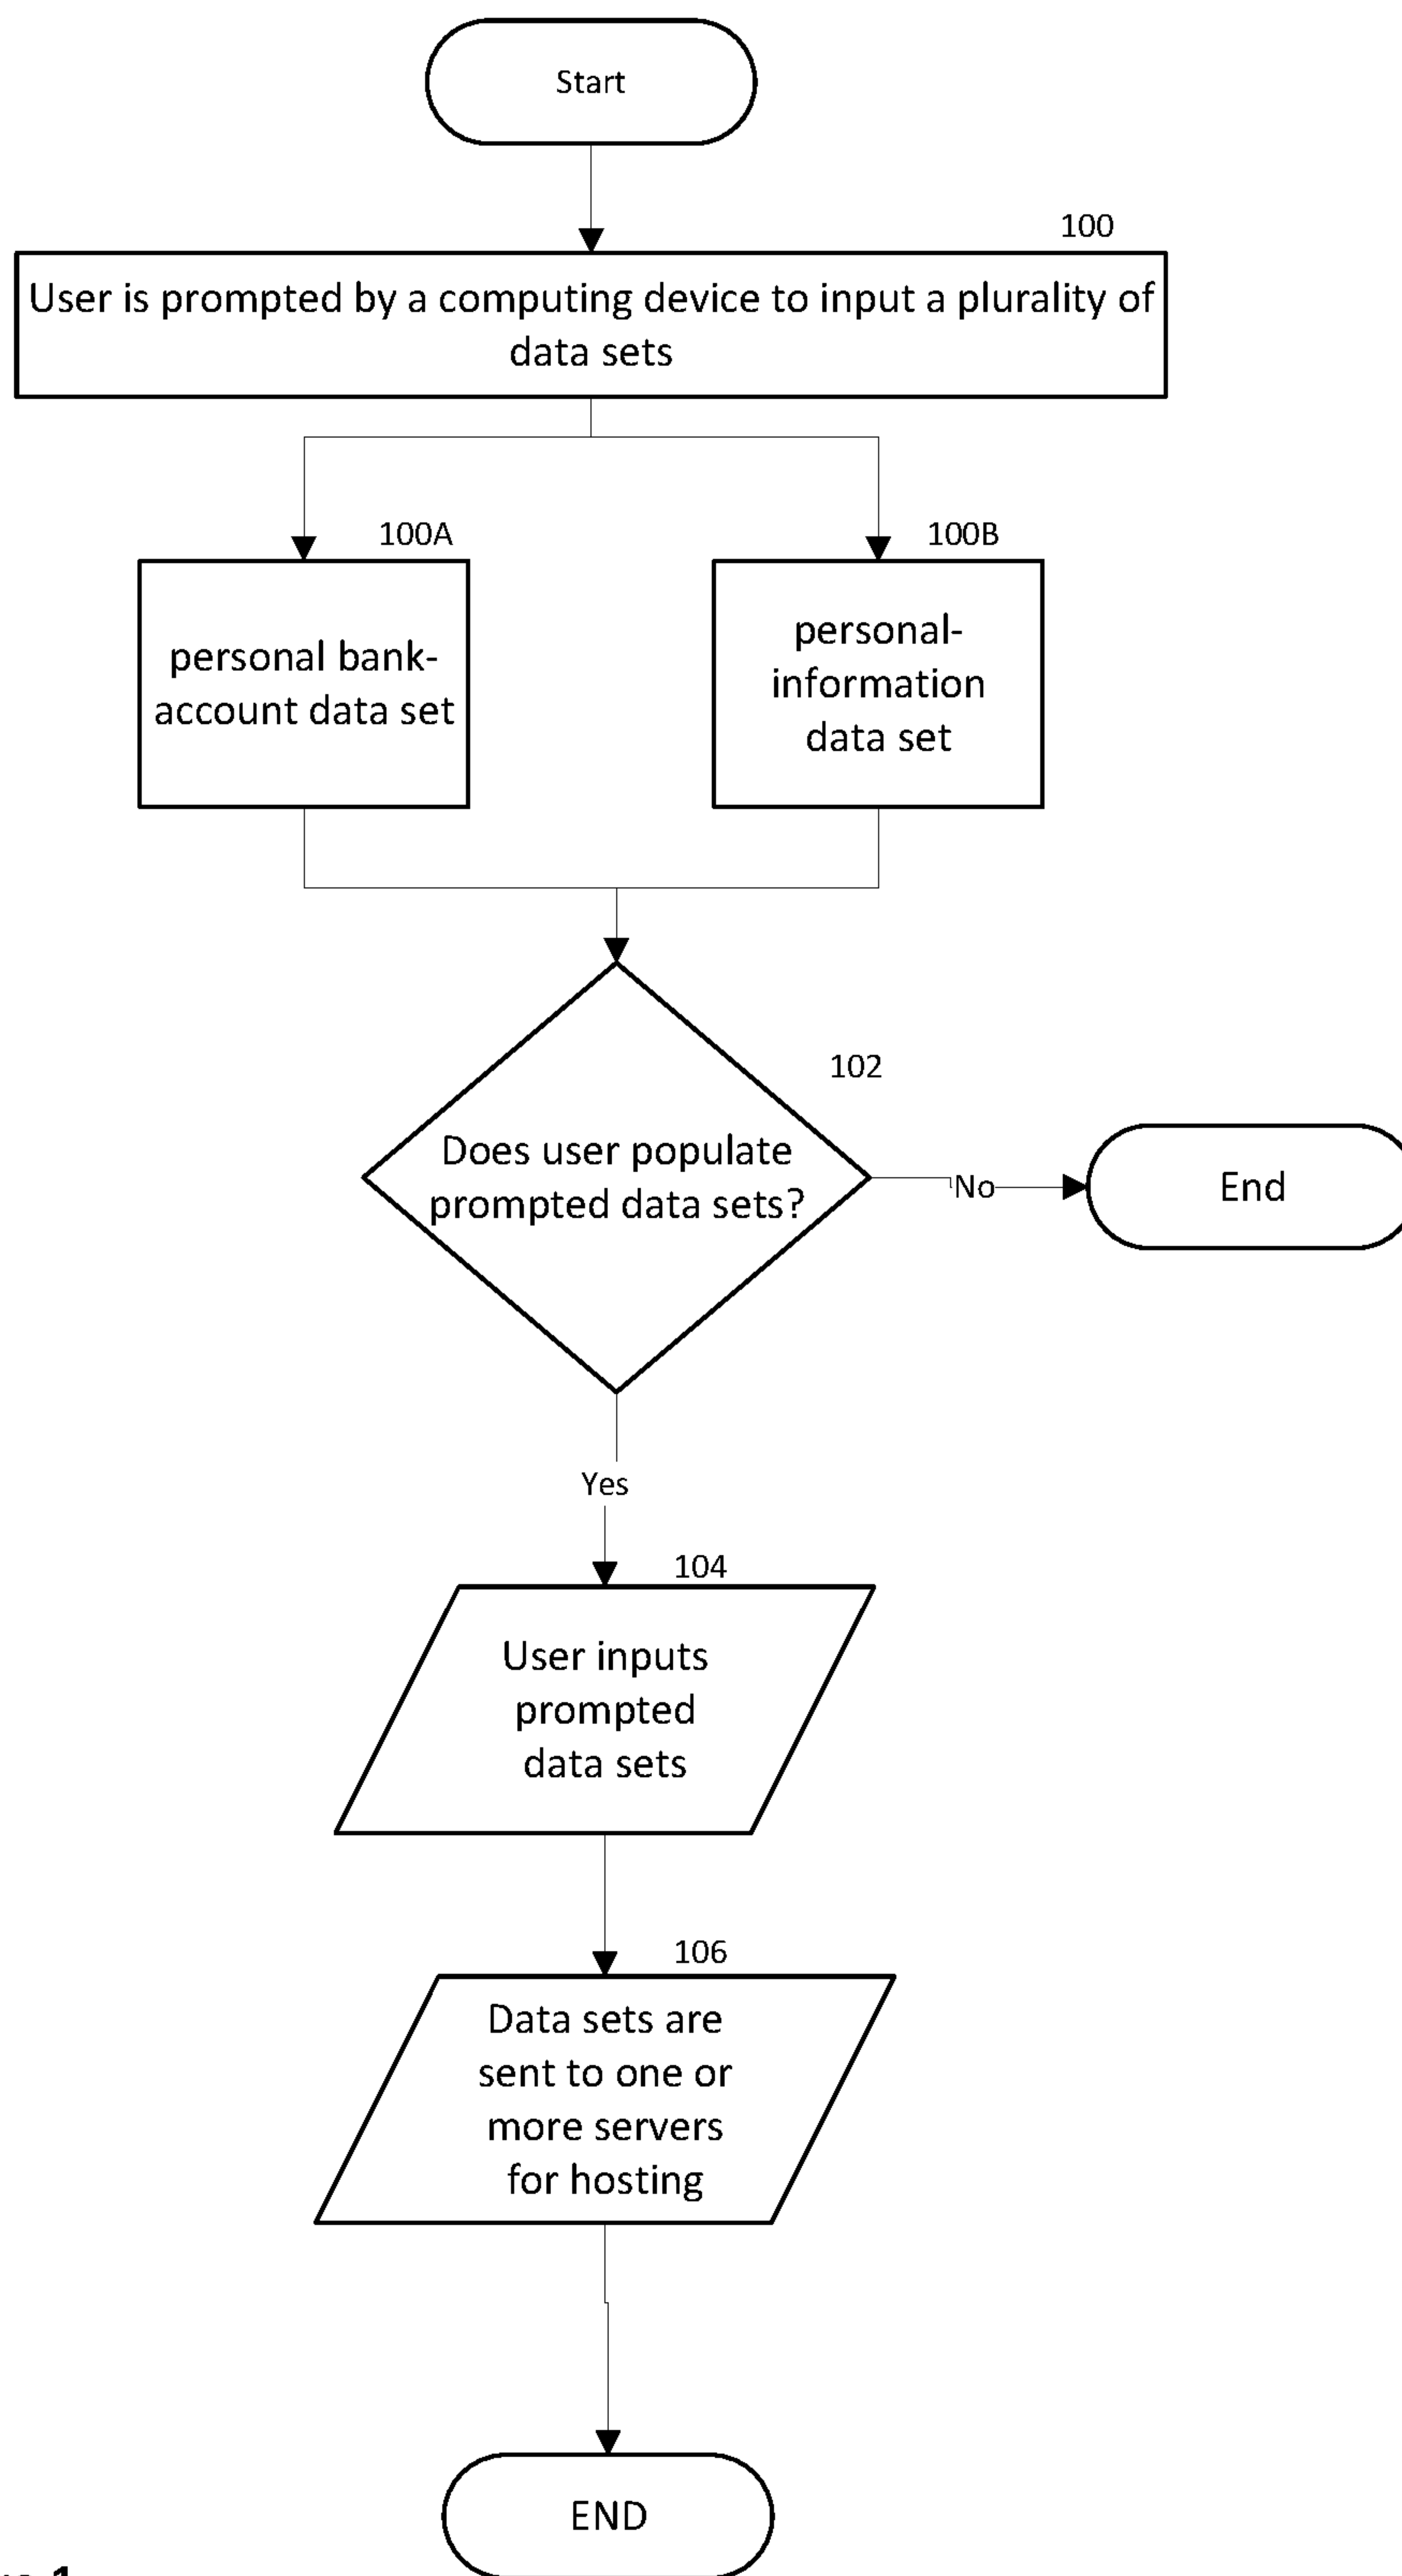 Start
100
User is prompted by a computing device to input a plurality of
data sets
100A
100B
personal bank-
account data set
personal-
information
data set
102
Does user populate
prompted data sets?
No
End
Yes
104
User inputs
prompted
data sets
106
Data sets are
sent to one or
more servers
for hosting
END
1